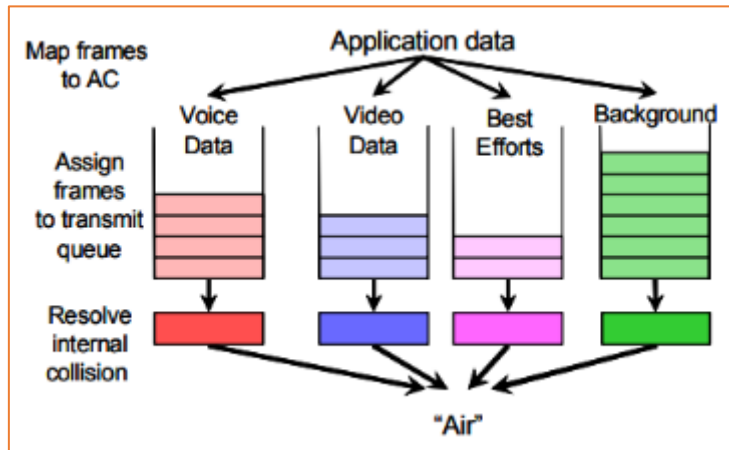 Map frames
to AC
Application data
Voice
Data
Video
Data
Best
Efforts
Background
Assign
frames
to transmit
queue
Resolve
internal
collision
“Air”